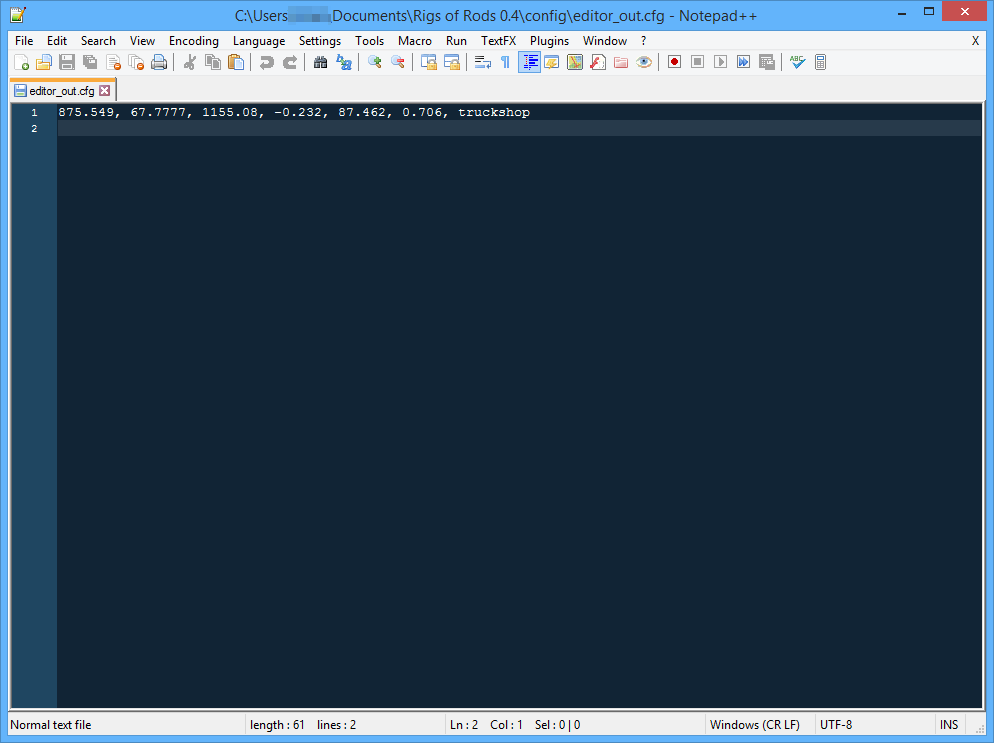 C:\Users Documents\Rigs of Rods 0.4\config\editor_out.cfg - Notepad++
File Edit Search View Encoding Language Settings Tools Macro Run TextFX Plugins Window ? X
ABC
editor_out.cfg
1 875.549, 67.7777, 1155.08, -0.232, 87.462, 0.706, truckshop
2
Normal text file length : 61 lines : 2 Ln : 2 Col : 1 Sel : 0 | 0 Windows (CR LF) UTF-8 INS